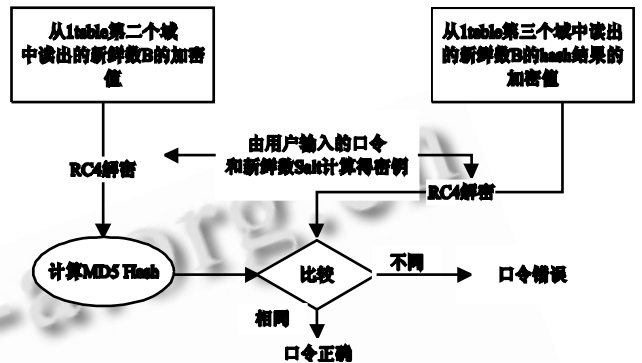 从1table第二个域
中读出的新鲜数B的加密
值
从1table第三个域中读出
的新鲜数B的hash结果的
加密值
由用户输入的口令
和新鲜数Salt计算得密钥
RC4解密
RC4解密
计算MD5 Hash
比较
不同
口令错误
相同
口令正确